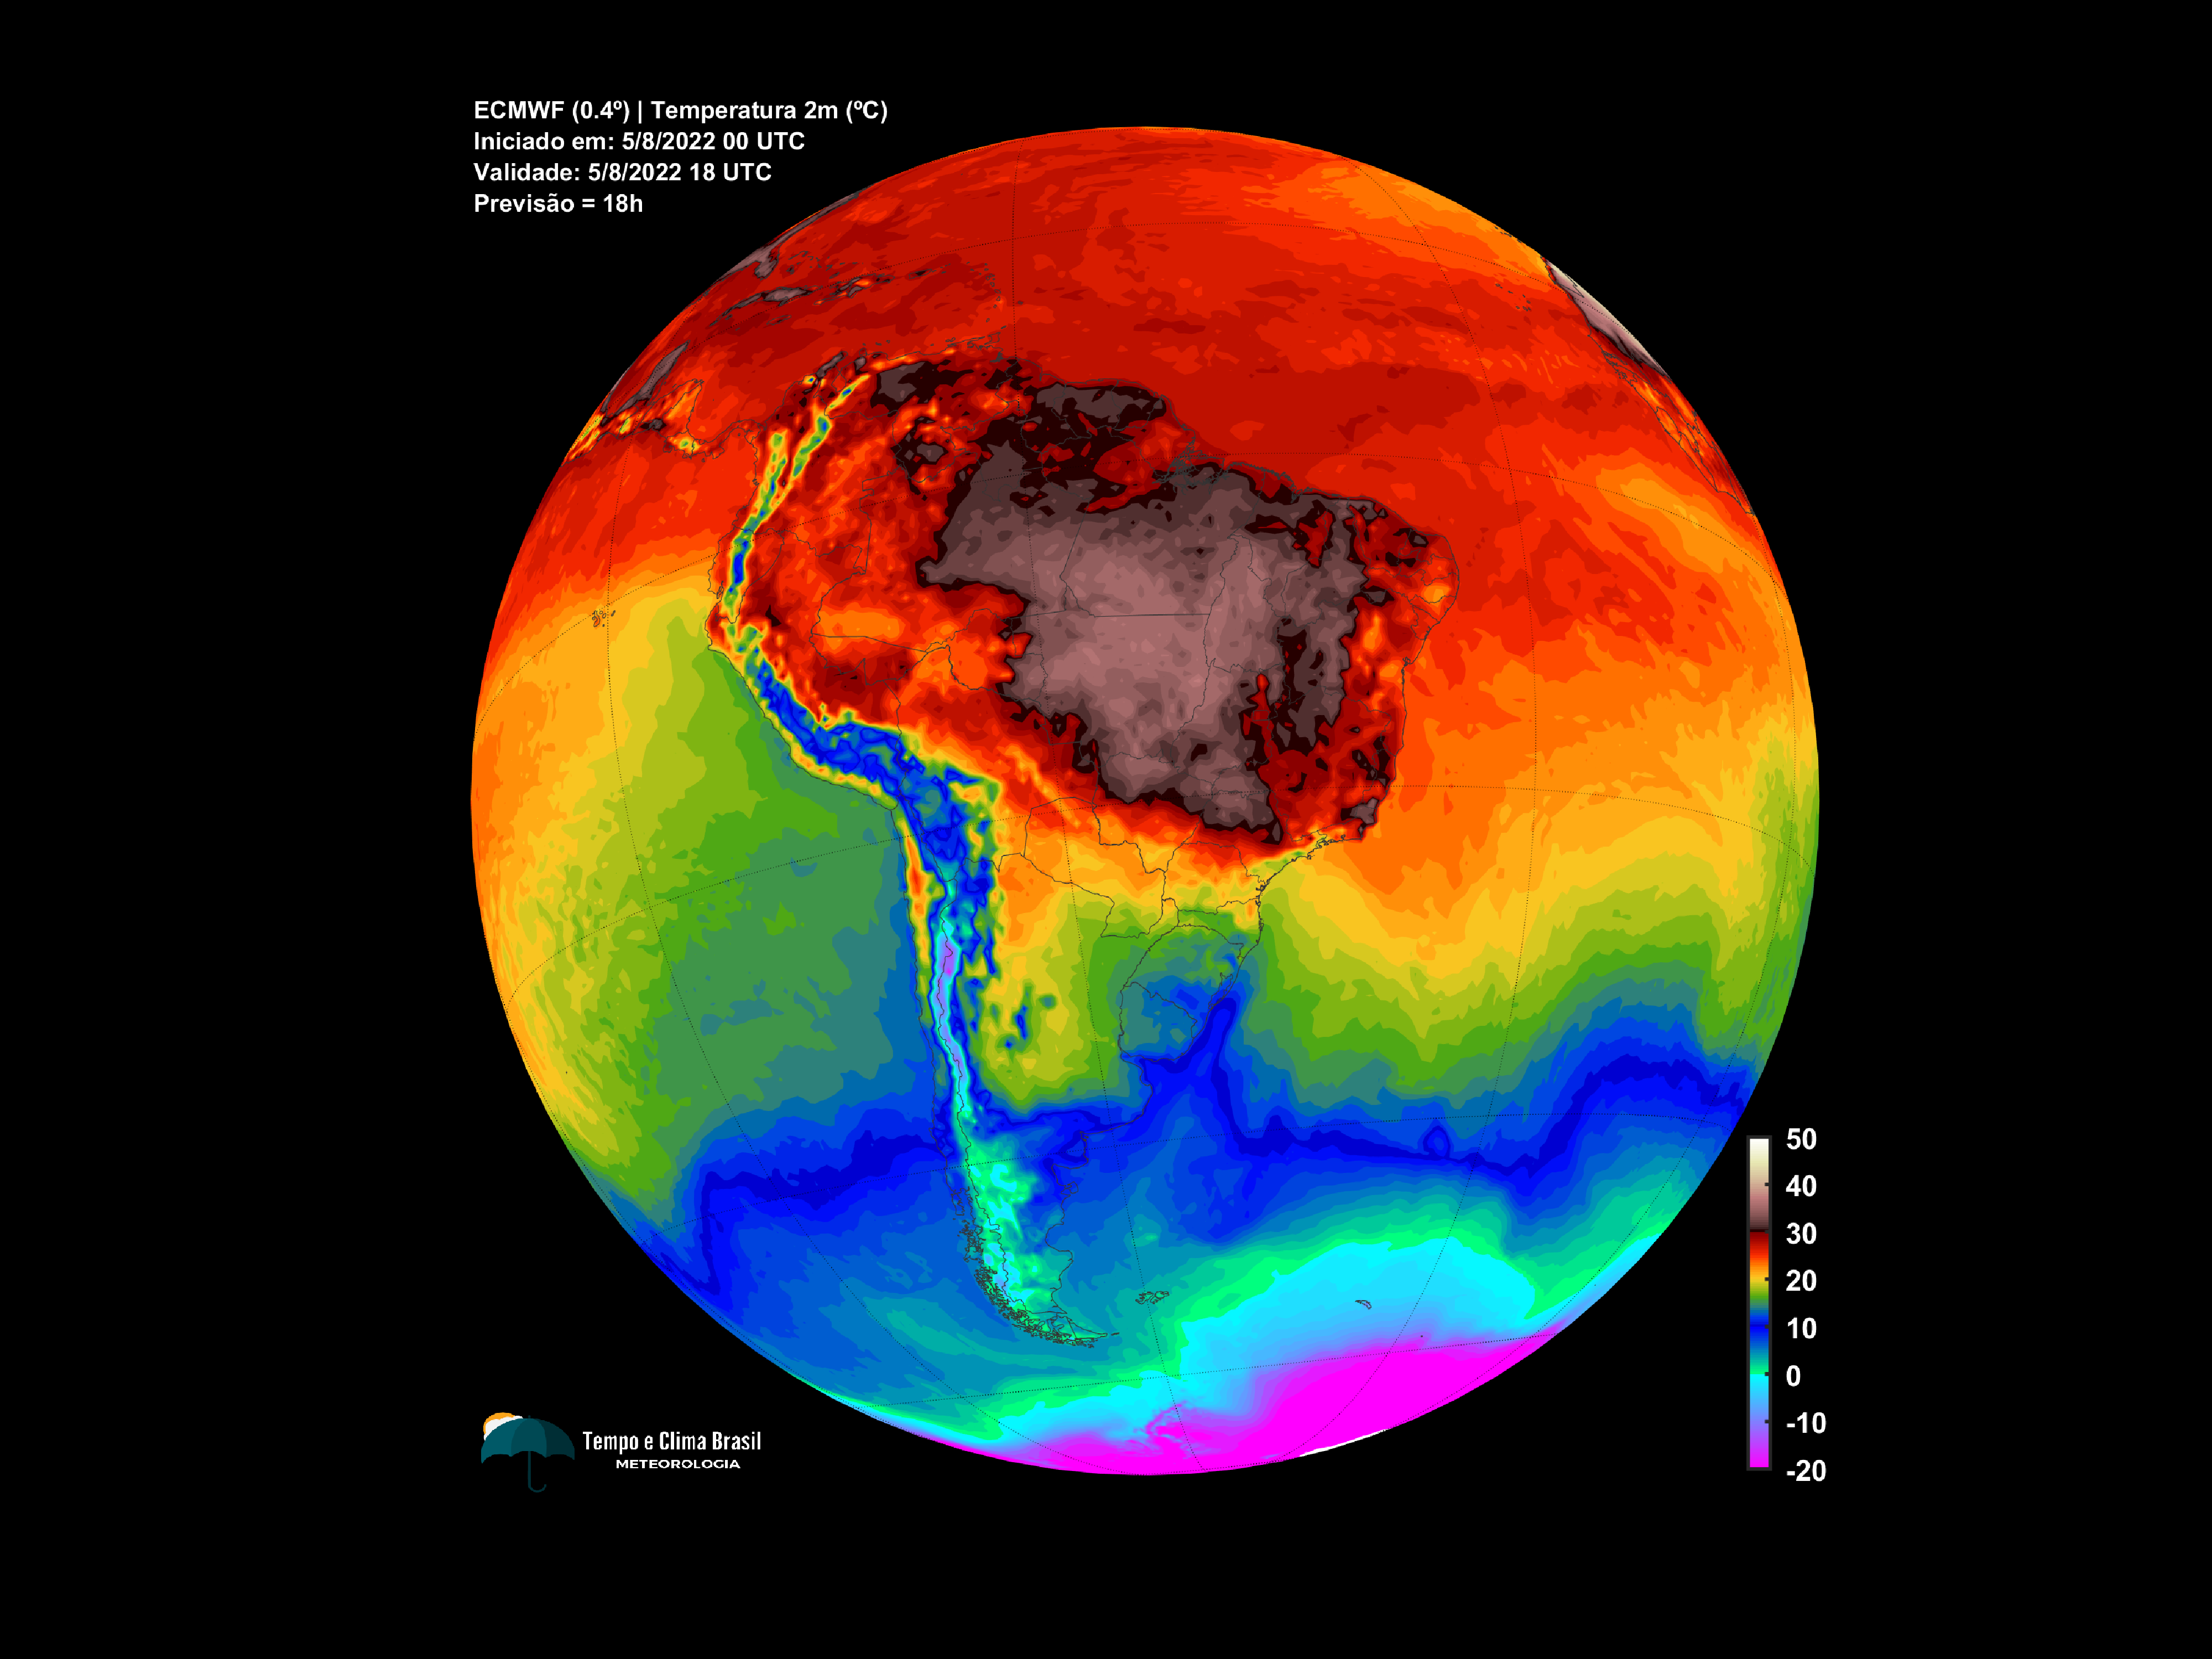 ECMWF (0.4º) | Temperatura 2m (ºC)
Iniciado em: 5/8/2022 00 UTC
Validade: 5/8/2022 18 UTC
Previsão = 18h
50
40
30
20
10
0
-10
-20
Tempo e Clima Brasil
METEOROLOGIA